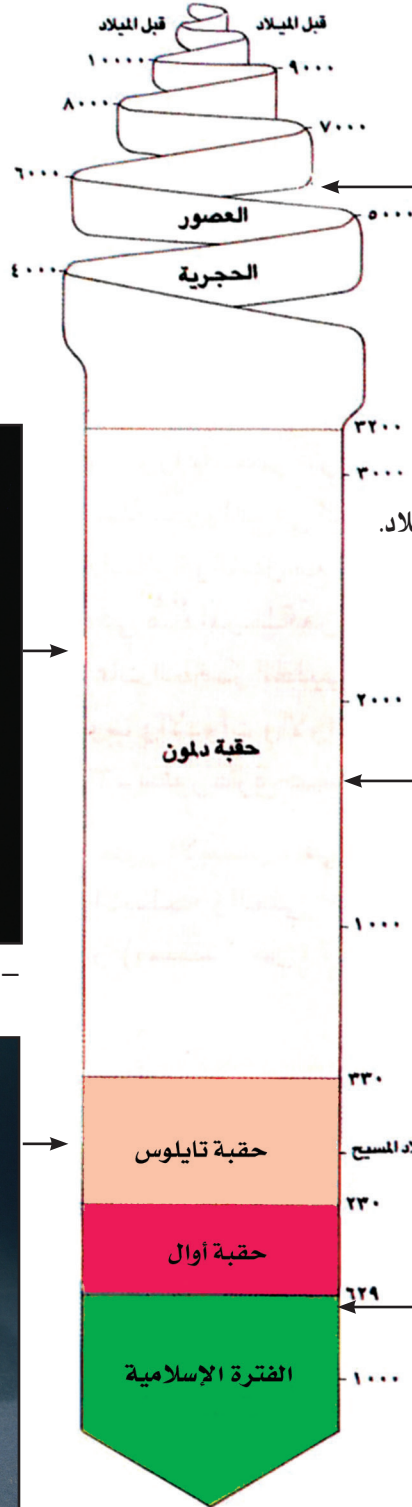 قبل الميلاد قبل الميلاد
١٠٠٠٠
٩٠٠٠
٨٠٠٠
٧٠٠٠
٦٠٠٠
٥٠٠٠
العصور
الحجرية
٤٠٠٠
٣٢٠٠
٣٠٠٠
لاد.
٢٠٠٠
حقبة دلمون
١٠٠٠
–
٣٣٠
حقبة تايلوس
لاد المسيح
٢٣٠
حقبة أوال
٦٢٩
الفترة الإسلامية
١٠٠٠